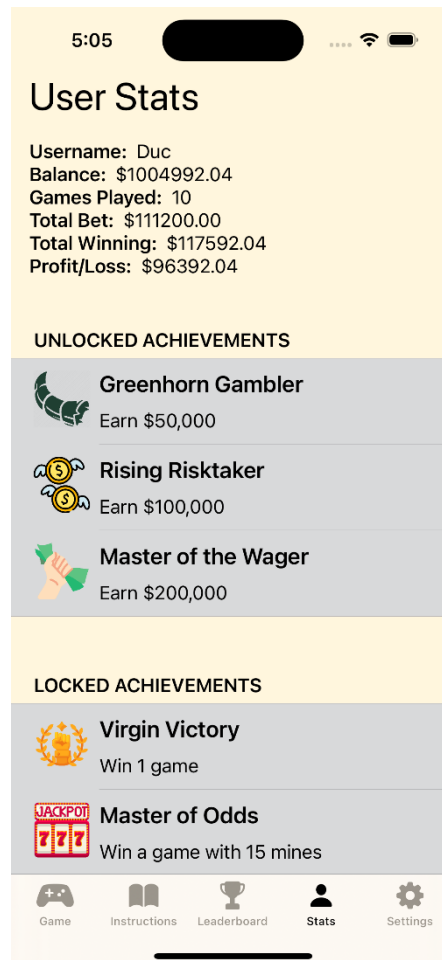 5:05
User Stats
Username: Duc
Balance: $1004992.04
Games Played: 10
Total Bet: $111200.00
Total Winning: $117592.04
Profit/Loss: $96392.04
UNLOCKED ACHIEVEMENTS
Greenhorn Gambler
Earn $50,000
Rising Risktaker
Earn $100,000
Master of the Wager
Earn $200,000
LOCKED ACHIEVEMENTS
Virgin Victory
Win 1 game
JACKPOT
777
Master of Odds
Win a game with 15 mines
Game Instructions Leaderboard Stats Settings